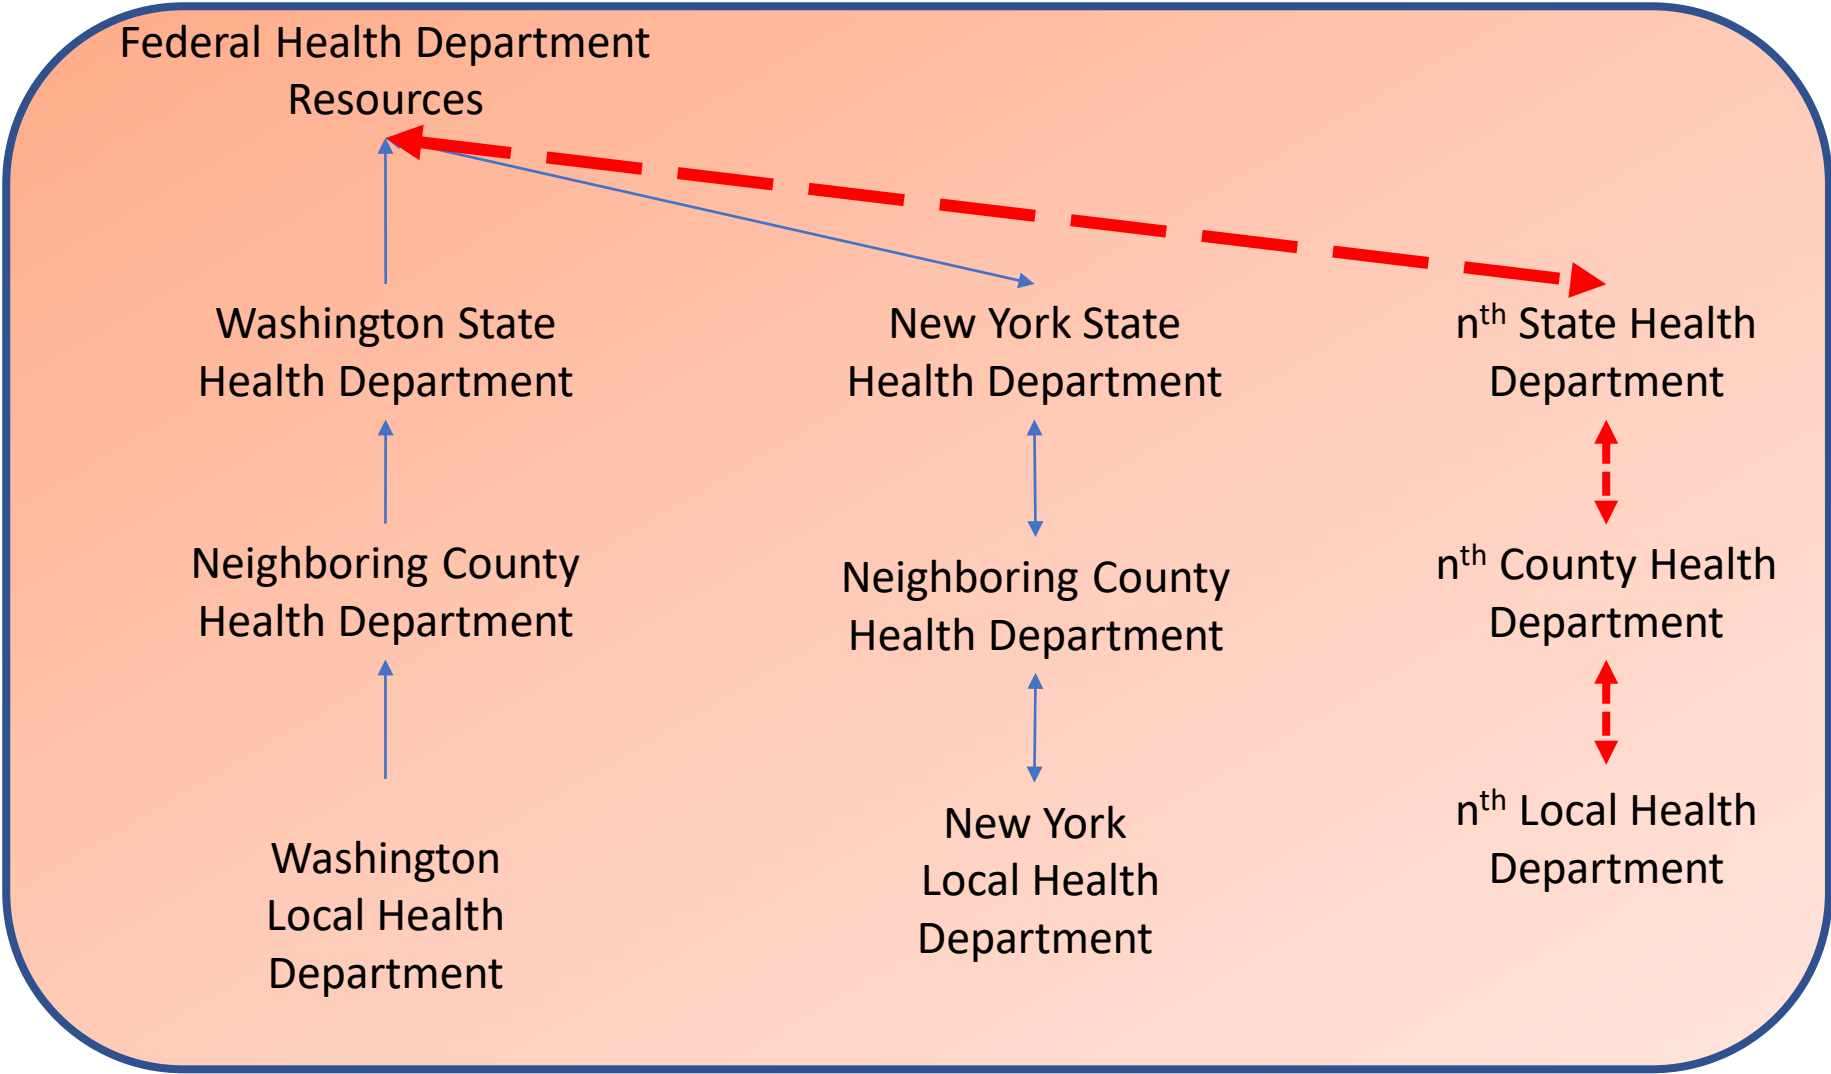 Federal Health Department
Resources
Washington State
Health Department
New York State
Health Department
nth State Health
Department
Neighboring County
Health Department
Neighboring County
Health Department
nth County Health
Department
Washington
Local Health
Department
New York
Local Health
Department
nth Local Health
Department